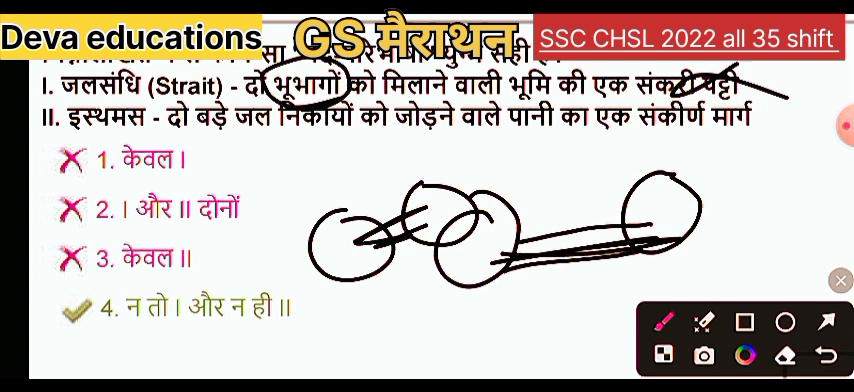 Deva educations GS मैराथन SSC CHSL 2022 all 35 shift
सही
I. जलसंधि (Strait) - दो भूभागों को मिलाने वाली भूमि की एक संकरी पट्टी
II. इस्थमस - दो बड़े जल निकायों को जोड़ने वाले पानी का एक संकीर्ण मार्ग
1. केवल I
2. I और II दोनों
3. केवल II
4. न तो I और न ही II